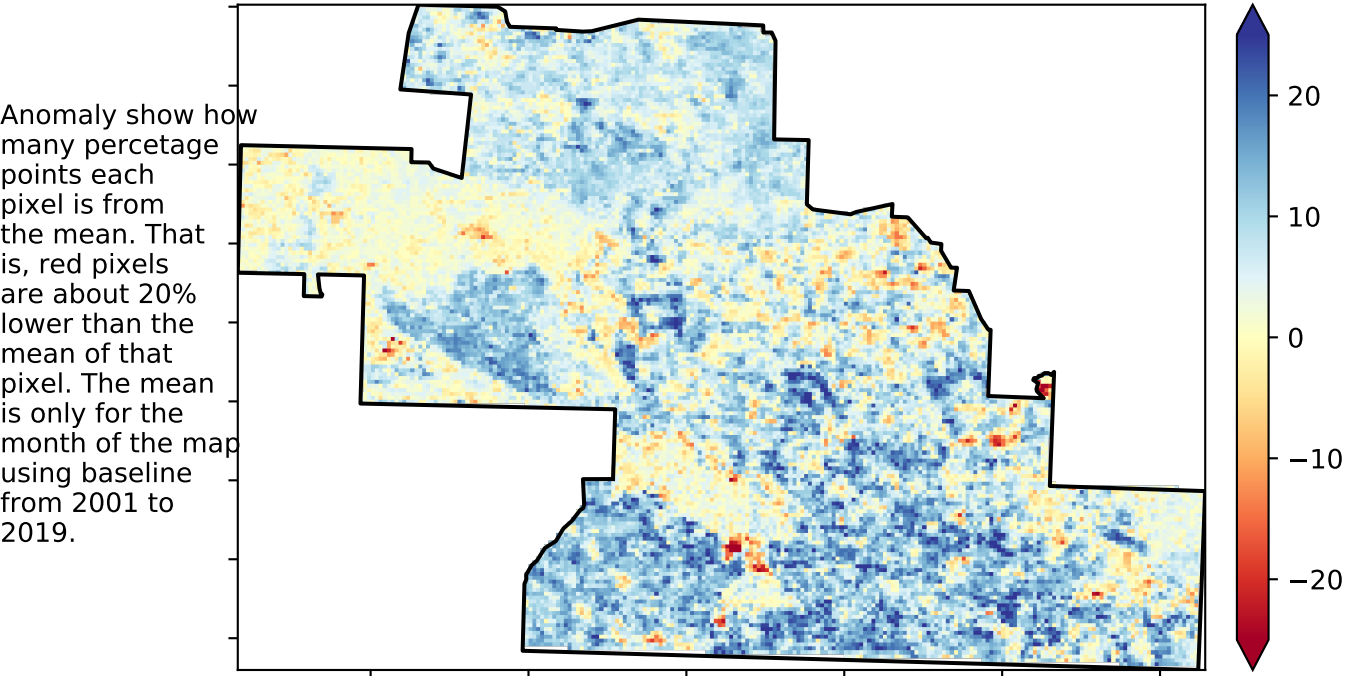 Anomaly show how
many percetage
points each
pixel is from
the mean. That
is, red pixels
are about 20%
lower than the
mean of that
pixel. The mean
is only for the
month of the map
using baseline
from 2001 to
2019.
20
10
0
−10
−20